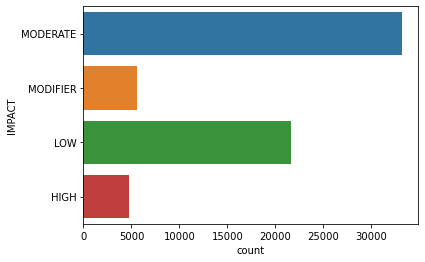 IMPACT
MODERATE
MODIFIER
LOW
HIGH
0 5000 10000 15000 20000 25000 30000
count